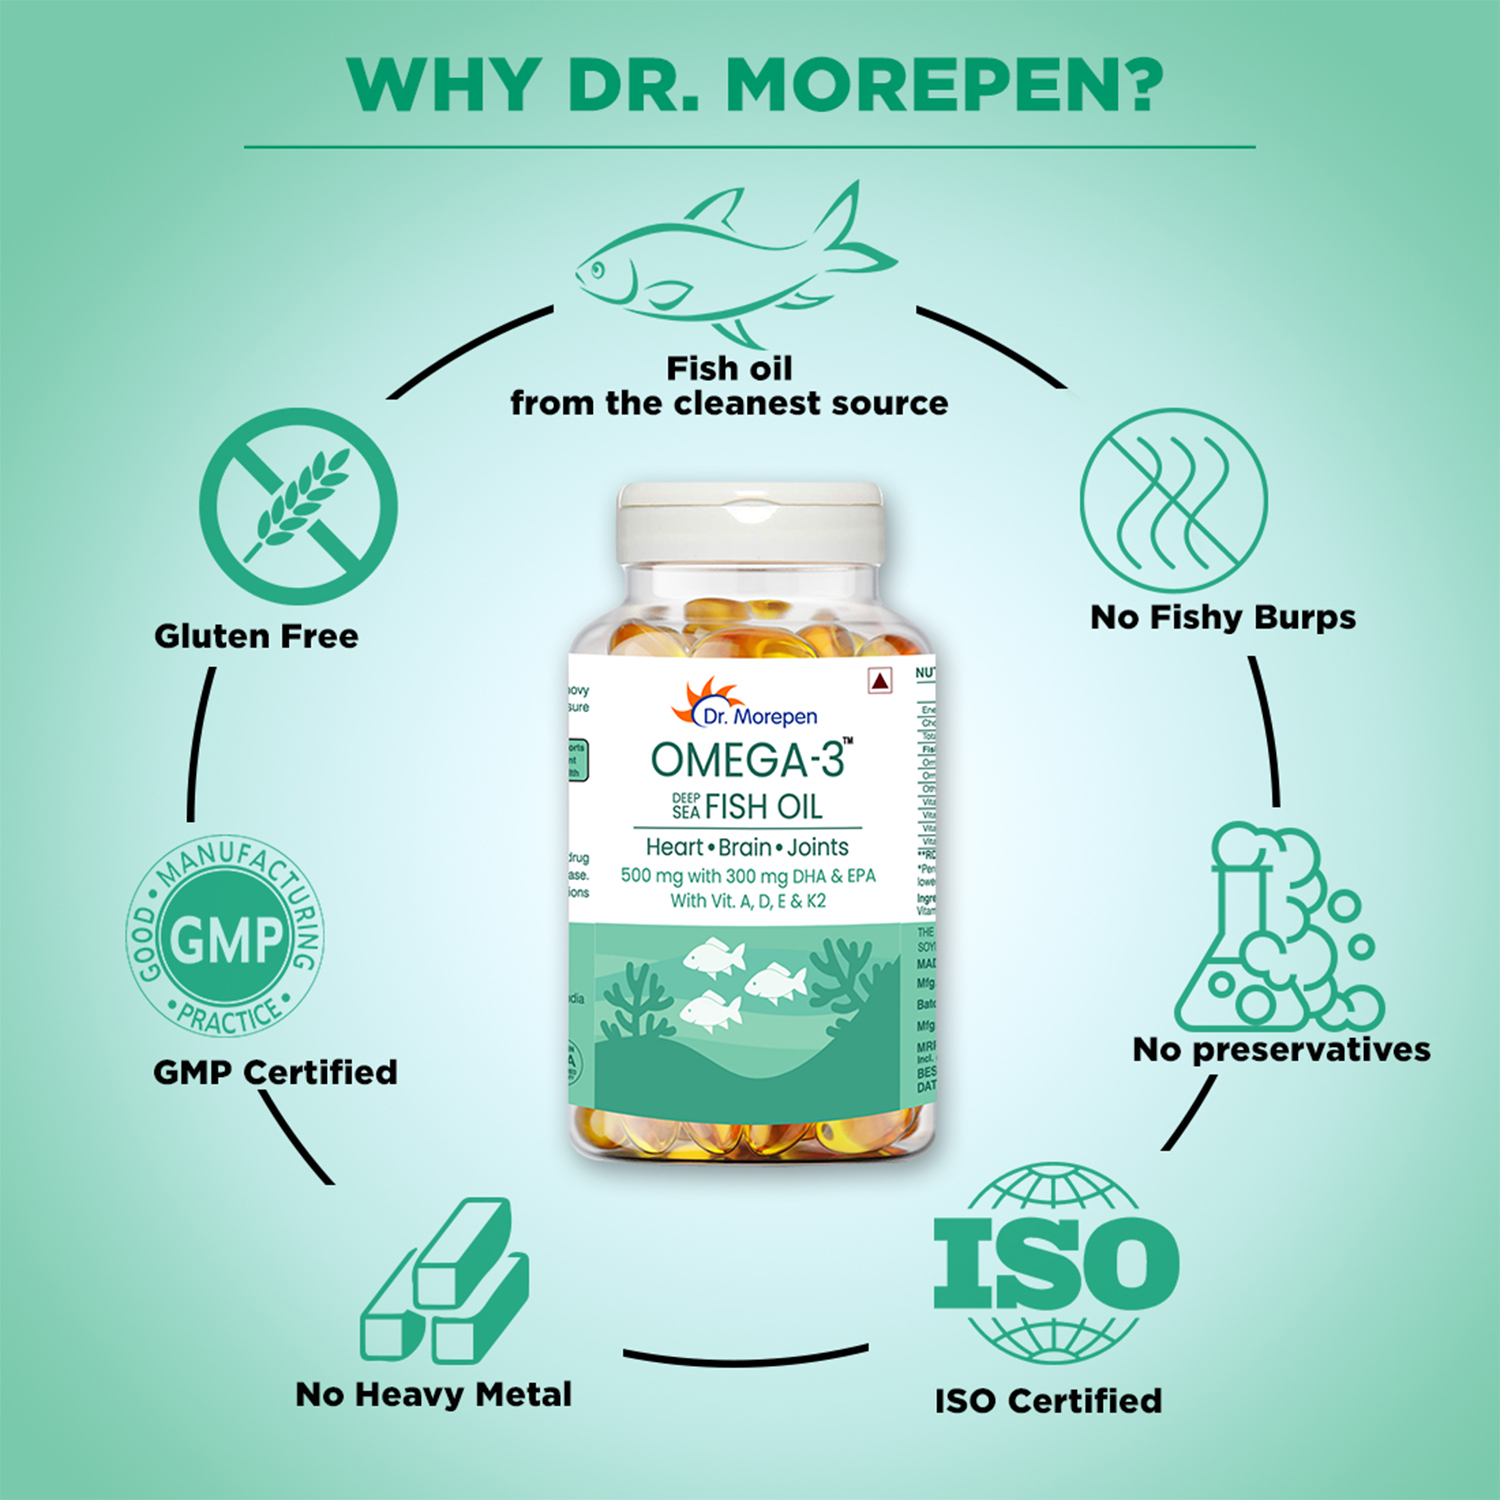 WHY DR. MOREPEN?
Fish oil
from the cleanest source
Gluten Free
No Fishy Burps
Dr. Morepen
OMEGA-3™
DEEP
SEA FISH OIL
Heart • Brain • Joints
500 mg with 300 mg DHA & EPA
With Vit. A, D, E & K2
GOOD • MANUFACTURING
GMP
• PRACTICE •
GMP Certified
No preservatives
No Heavy Metal
ISO
ISO Certified